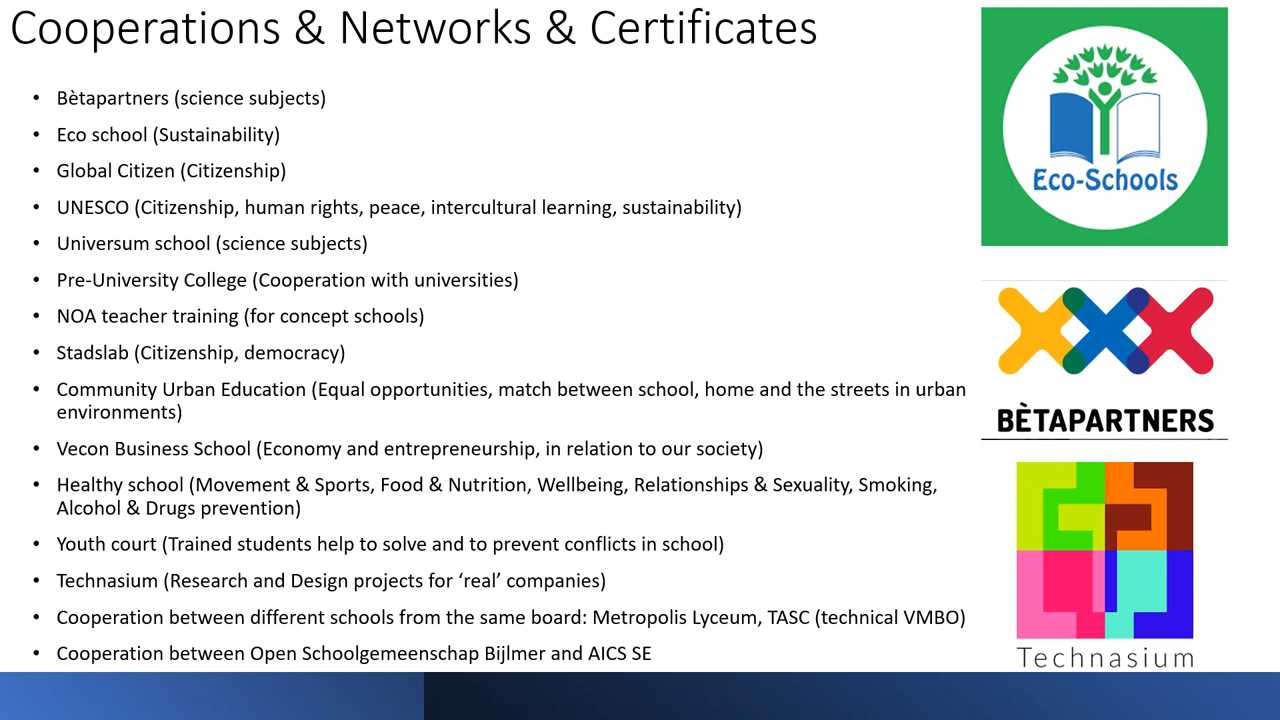 Cooperations & Networks & Certificates
• Bètapartners (science subjects)
• Eco school (Sustainability)
• Global Citizen (Citizenship)
• UNESCO (Citizenship, human rights, peace, intercultural learning, sustainability)
• Universum school (science subjects)
• Pre-University College (Cooperation with universities)
• NOA teacher training (for concept schools)
• Stadslab (Citizenship, democracy)
• Community Urban Education (Equal opportunities, match between school, home and the streets in urban
environments)
• Vecon Business School (Economy and entrepreneurship, in relation to our society)
• Healthy school (Movement & Sports, Food & Nutrition, Wellbeing, Relationships & Sexuality, Smoking,
Alcohol & Drugs prevention)
• Youth court (Trained students help to solve and to prevent conflicts in school)
• Technasium (Research and Design projects for ‘real’ companies)
• Cooperation between different schools from the same board: Metropolis Lyceum, TASC (technical VMBO)
• Cooperation between Open Schoolgemeenschap Bijlmer and AICS SE
Eco-Schools
BÈTAPARTNERS
Technasium